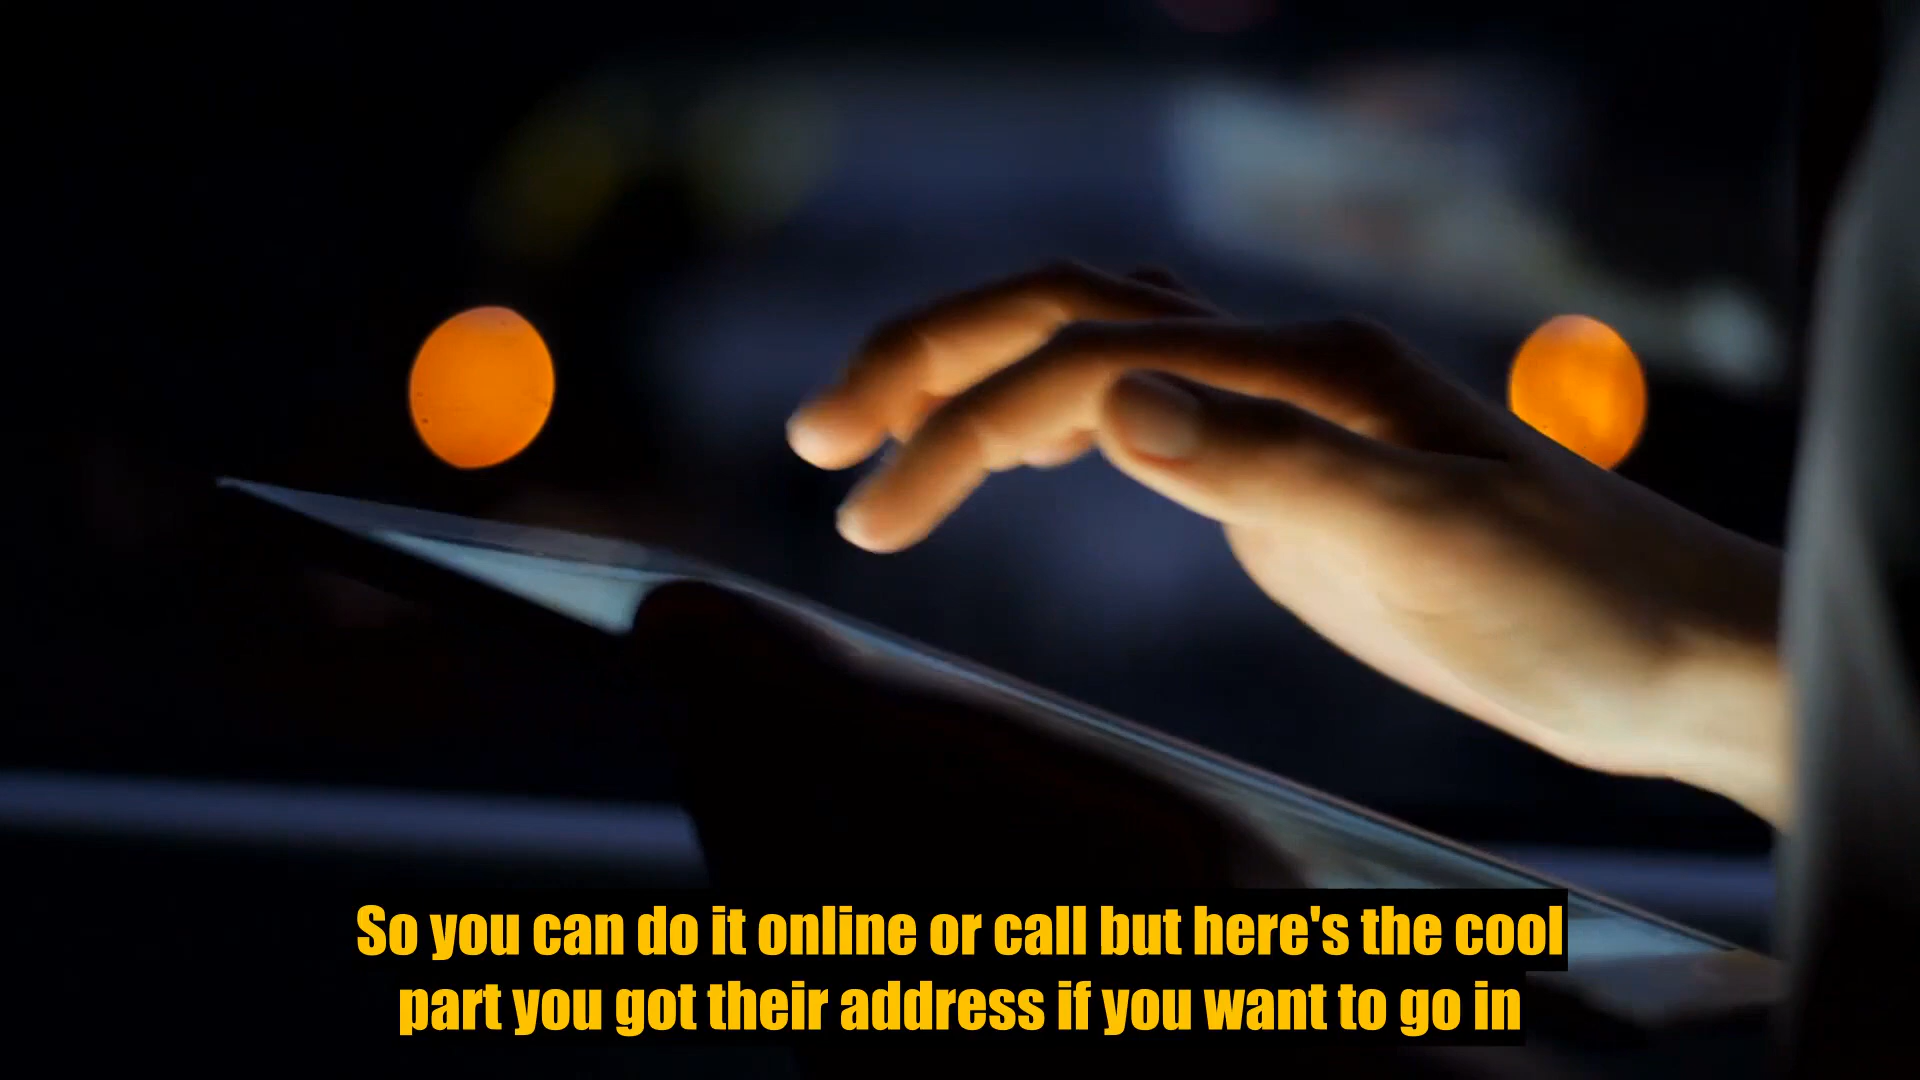 So you can do it online or call but here's the cool
part you got their address if you want to go in